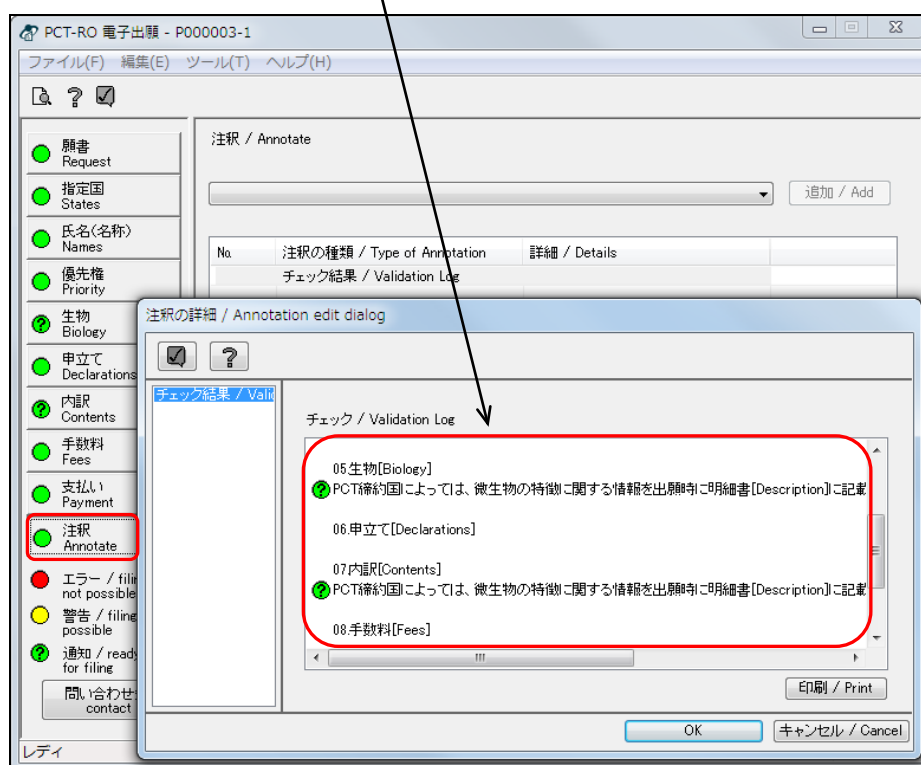 PCT-RO 電子出願 - P000003-1
ファイル(F) 編集(E) ツール(T) ヘルプ(H)
注釈 / Annotate
追加 / Add
No. 注釈の種類 / Type of Annotation 詳細 / Details
チェック結果 / Validation Log
願書
Request
指定国
States
氏名(名称)
Names
優先権
Priority
生物
Biology
申立て
Declarations
内訳
Contents
手数料
Fees
支払い
Payment
注釈
Annotate
エラー / filin
not possible
警告 / filing
possible
通知 / ready
for filing
問い合わせ
contact
レディ
注釈の詳細 / Annotation edit dialog
チェック結果 / Valid
チェック / Validation Log
05.生物[Biology]
PCT締約国によっては、微生物の特徴に関する情報を出願時に明細書[Description]に記載
06.申立て[Declarations]
07.内訳[Contents]
PCT締約国によっては、微生物の特徴に関する情報を出願時に明細書[Description]に記載
08.手数料[Fees]
印刷 / Print
OK
キャンセル / Cancel